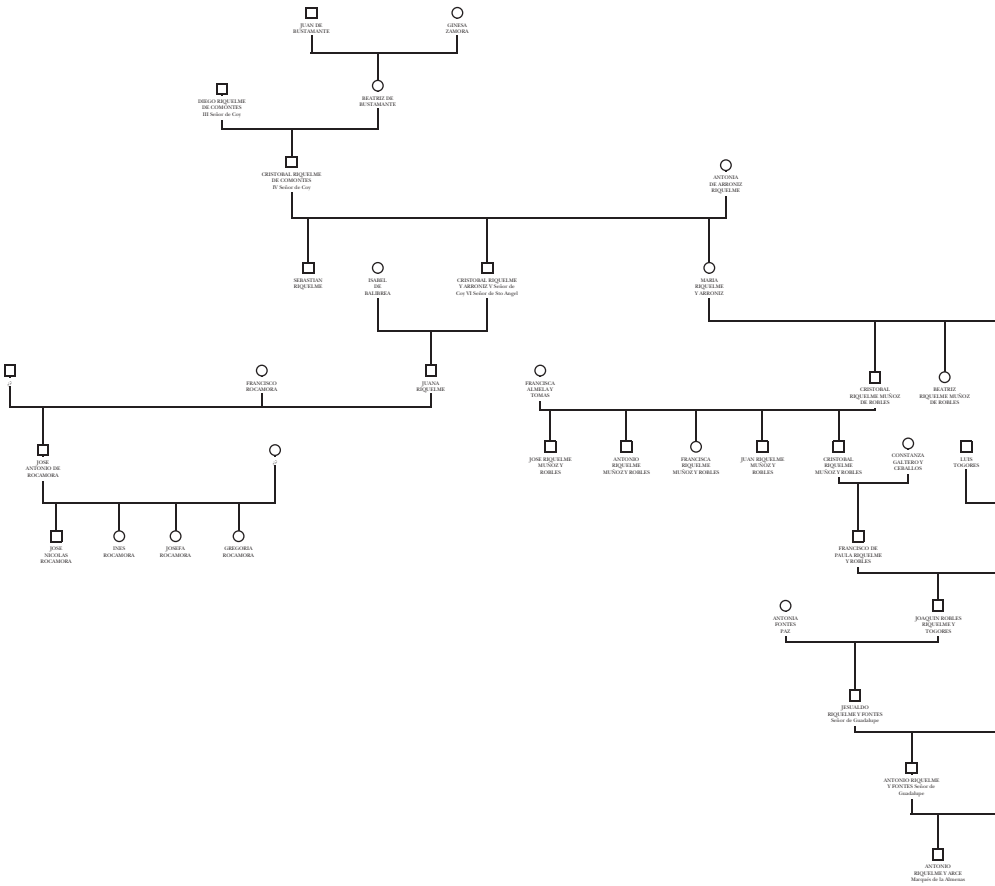 JUAN DE
BUSTAMANTE
GINESA
ZAMORA
DIEGO RIQUELME
DE COMONTES
III Señor de Coy
BEATRIZ DE
BUSTAMANTE
CRISTOBAL RIQUELME
DE COMONTES
IV Señor de Coy
ANTONIA
DE ARRONIZ
RIQUELME
SEBASTIAN
RIQUELME
ISABEL
DE
BALIBREA
CRISTOBAL RIQUELME
Y ARRONIZ V Señor de
Coy VI Señor de Sto Angel
MARIA
RIQUELME
Y ARRONIZ
¿?
FRANCISCO
ROCAMORA
JUANA
RIQUELME
FRANCISCA
ALMELA Y
TOMAS
CRISTOBAL
RIQUELME MUÑOZ
DE ROBLES
BEATRIZ
RIQUELME MUÑOZ
DE ROBLES
JOSE
ANTONIO DE
ROCAMORA
¿?
JOSE RIQUELME
MUÑOZ Y
ROBLES
ANTONIO
RIQUELME
MUÑOZ Y ROBLES
FRANCISCA
RIQUELME
MUÑOZ Y ROBLES
JUAN RIQUELME
MUÑOZ Y
ROBLES
CRISTOBAL
RIQUELME
MUÑOZ Y ROBLES
CONSTANZA
GALTERO Y
CEBALLOS
LUIS
TOGORES
JOSE
NICOLAS
ROCAMORA
INES
ROCAMORA
JOSEFA
ROCAMORA
GREGORIA
ROCAMORA
FRANCISCO DE
PAULA RIQUELME
Y ROBLES
ANTONIA
FONTES
PAZ
JOAQUIN ROBLES
RIQUELME Y
TOGORES
JESUALDO
RIQUELME Y FONTES
Señor de Guadalupe
ANTONIO RIQUELME
Y FONTES Señor de
Guadalupe
ANTONIO
RIQUELME Y ARCE
Marqués de la Almenas